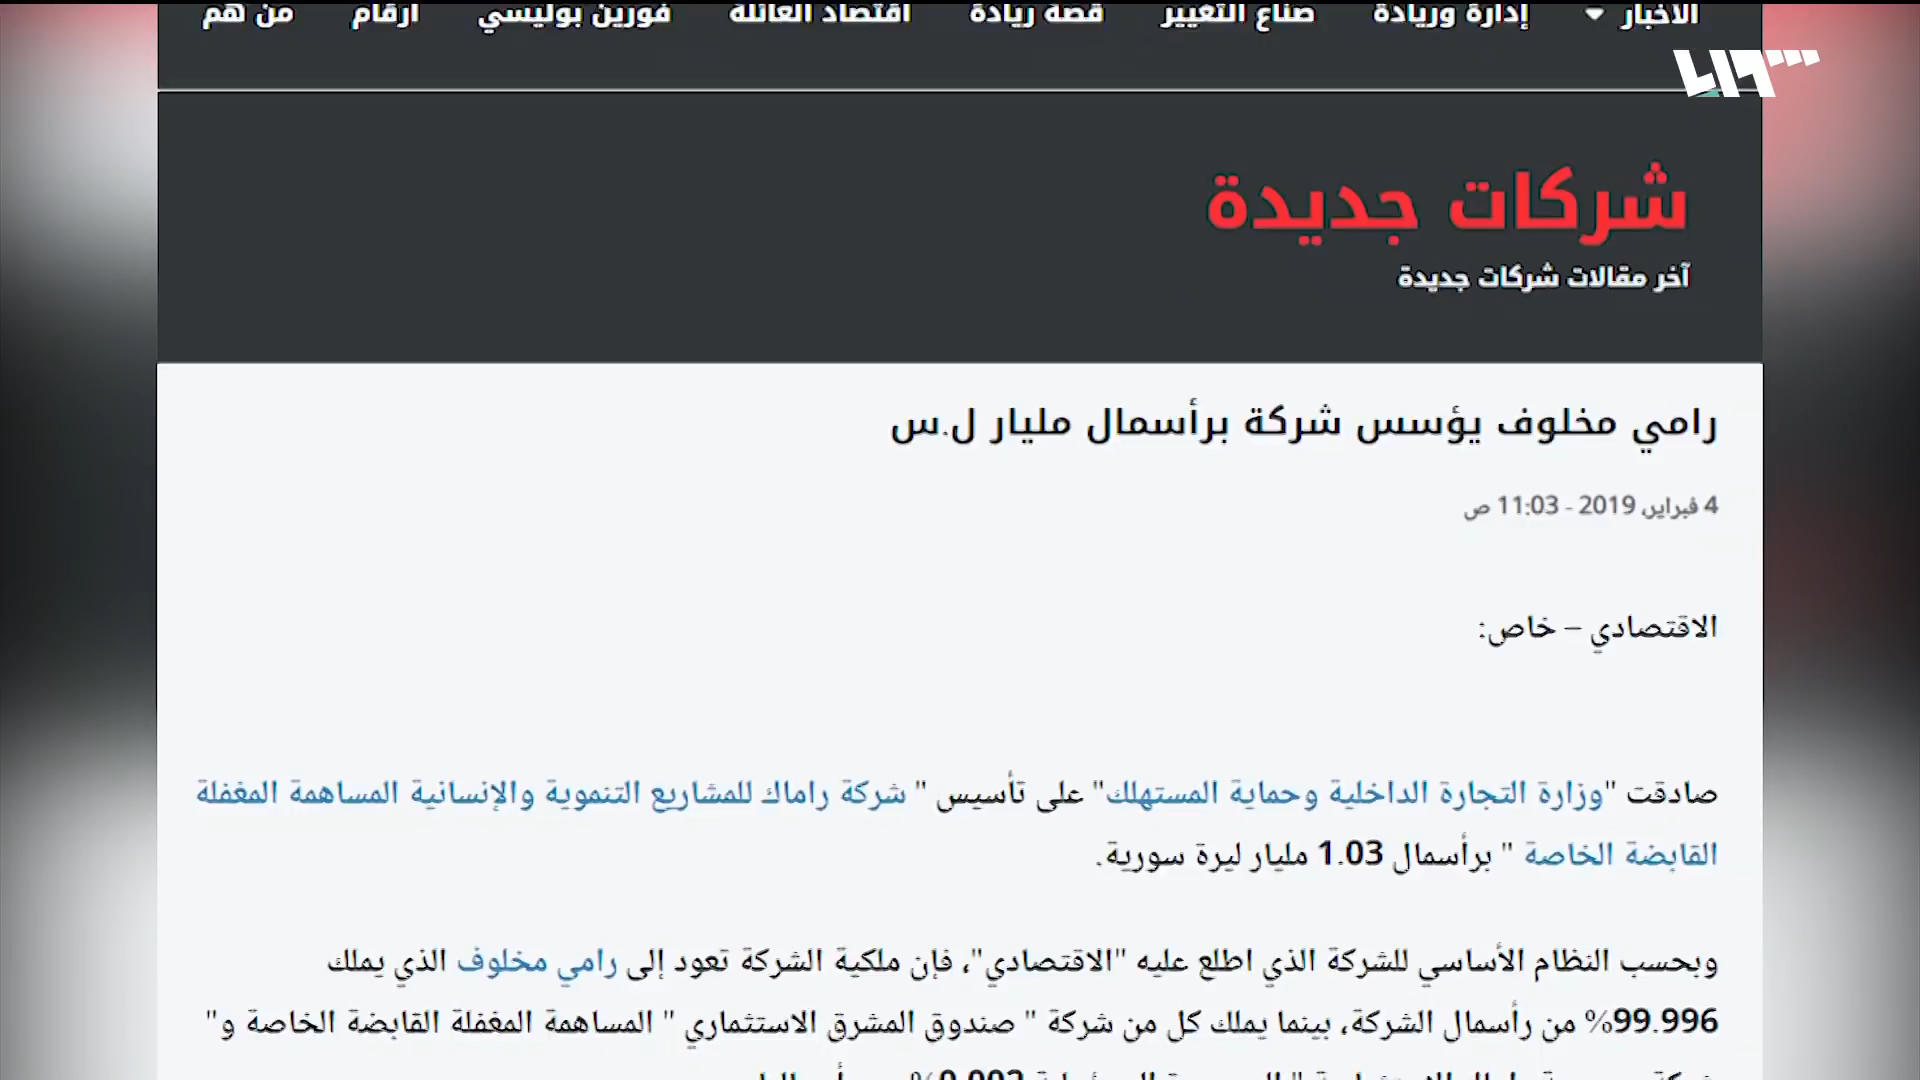 الأخبار إدارة وريادة صناع التغيير قصة ريادة اقتصاد العائلة فورين بوليسي أرقام من هم
شركات جديدة
آخر مقالات شركات جديدة
رامي مخلوف يؤسس شركة برأسمال مليار ل.س
4 فبراير، 2019 - 11:03 ص
الاقتصادي – خاص:
صادقت "وزارة التجارة الداخلية وحماية المستهلك" على تأسيس " شركة راماك للمشاريع التنموية والإنسانية المساهمة المغفلة
القابضة الخاصة " برأسمال 1.03 مليار ليرة سورية.
وبحسب النظام الأساسي للشركة الذي اطلع عليه "الاقتصادي"، فإن ملكية الشركة تعود إلى رامي مخلوف الذي يملك
99.996% من رأسمال الشركة، بينما يملك كل من شركة " صندوق المشرق الاستثماري " المساهمة المغفلة القابضة الخاصة و"